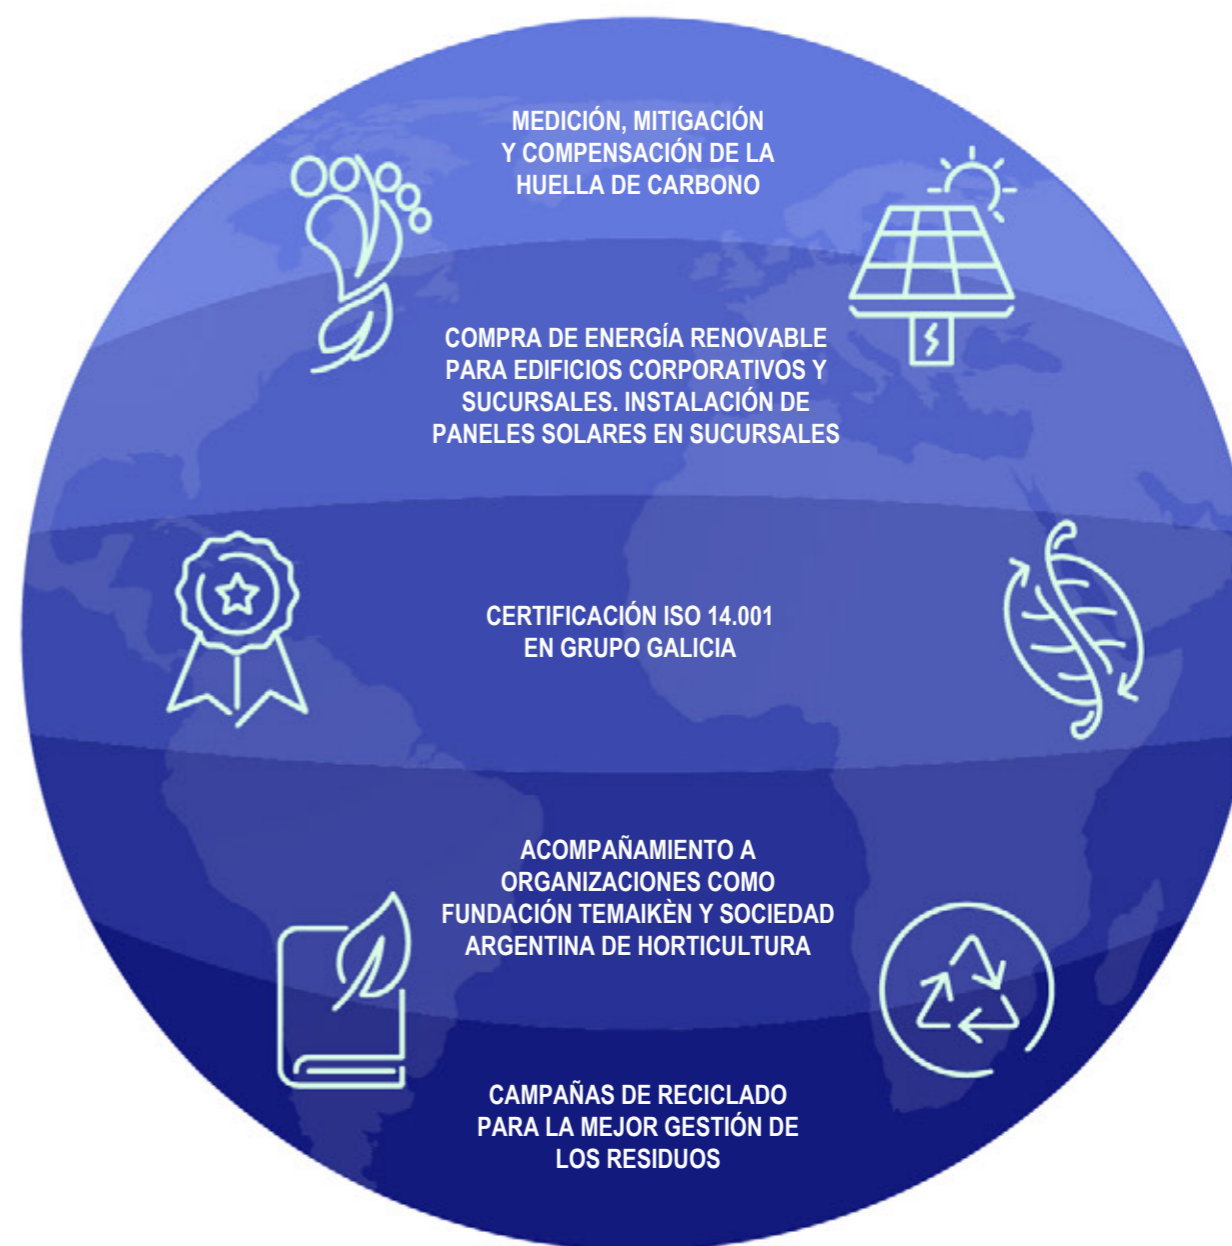 MEDICIÓN, MITIGACIÓN
Y COMPENSACIÓN DE LA
HUELLA DE CARBONO
COMPRA DE ENERGÍA RENOVABLE
PARA EDIFICIOS CORPORATIVOS Y
SUCURSALES. INSTALACIÓN DE
PANELES SOLARES EN SUCURSALES
CERTIFICACIÓN ISO 14.001
EN GRUPO GALICIA
ACOMPAÑAMIENTO A
ORGANIZACIONES COMO
FUNDACIÓN TEMAIKÈN Y SOCIEDAD
ARGENTINA DE HORTICULTURA
CAMPAÑAS DE RECICLADO
PARA LA MEJOR GESTIÓN DE
LOS RESIDUOS